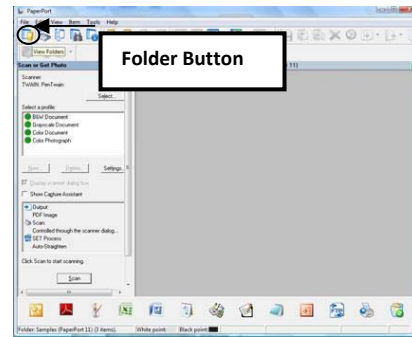 PaperPort
File Edit View Item Tools Help
Folder Button
View Folders
Scan or Get Photo
11)
Scanner:
TWAIN: PenTwain
Select...
Select a profile:
B&W Document
Grayscale Document
Color Document
Color Photograph
New... Delete Settings...
Display scanner dialog box
Show Capture Assistant
Output
PDF Image
Scan
Controlled through the scanner dialog...
SET Process
Auto-Straighten
Click Scan to start scanning.
Scan
Folder: Samples (PaperPort 11) (3 items). White point: Black point: